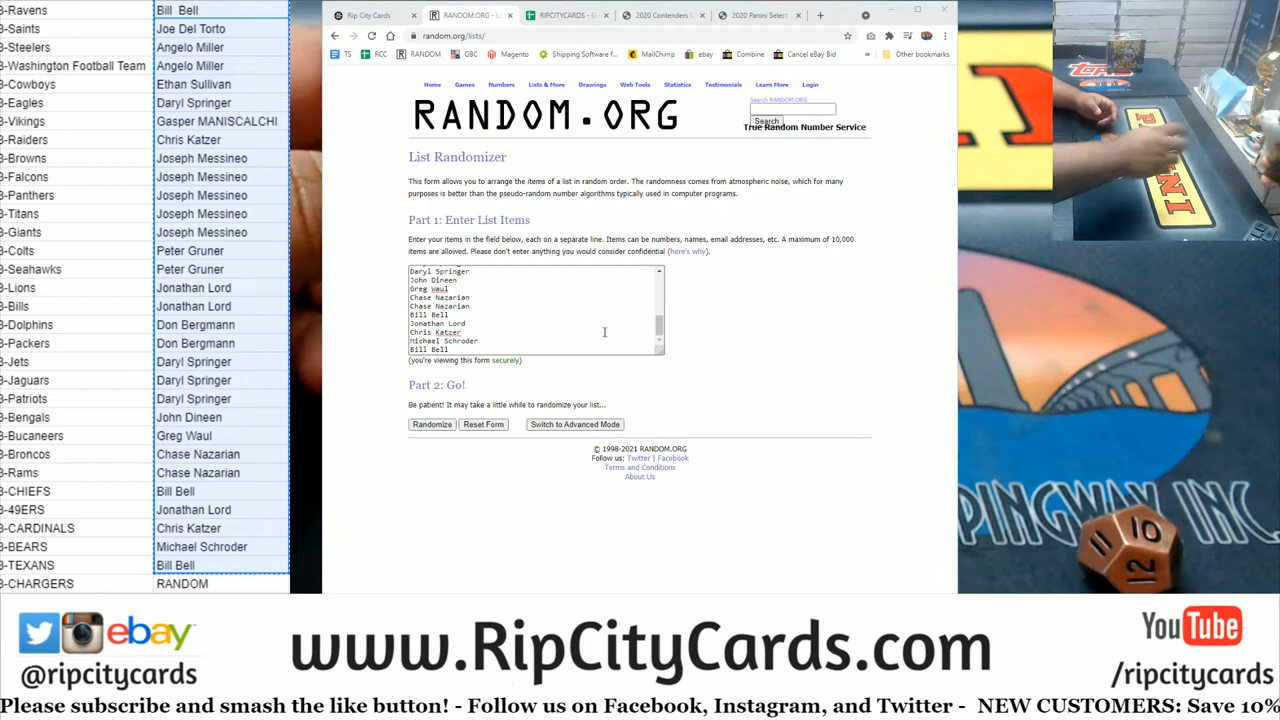 B-Ravens Bill Bell
B-Saints Joe Del Torto
B-Steelers Angelo Miller
B-Washington Football Team Angelo Miller
B-Cowboys Ethan Sullivan
B-Eagles Daryl Springer
B-Vikings Gasper MANISCALCHI
B-Raiders Chris Katzer
B-Browns Joseph Messineo
B-Falcons Joseph Messineo
B-Panthers Joseph Messineo
B-Titans Joseph Messineo
B-Giants Joseph Messineo
B-Colts Peter Gruner
B-Seahawks Peter Gruner
B-Lions Jonathan Lord
B-Bills Jonathan Lord
B-Dolphins Don Bergmann
B-Packers Don Bergmann
B-Jets Daryl Springer
B-Jaguars Daryl Springer
B-Patriots Daryl Springer
B-Bengals John Dineen
B-Bucaneers Greg Waul
B-Broncos Chase Nazarian
B-Rams Chase Nazarian
B-CHIEFS Bill Bell
B-49ERS Jonathan Lord
B-CARDINALS Chris Katzer
B-BEARS Michael Schroder
B-TEXANS Bill Bell
B-CHARGERS RANDOM
Rip City Cards
RANDOM.ORG - L
RIPCITYCARDS - G
2020 Contenders
2020 Panini Select
random.org/lists/
TS RCC RANDOM GBC Magento Shipping Software f... MailChimp ebay Combine Cancel eBay Bid » Other bookmarks
Home Games Numbers Lists & More Drawings Web Tools Statistics Testimonials Learn More Login
RANDOM.ORG
Search RANDOM.ORG
Search
True Random Number Service
List Randomizer
This form allows you to arrange the items of a list in random order. The randomness comes from atmospheric noise, which for many
purposes is better than the pseudo-random number algorithms typically used in computer programs.
Part 1: Enter List Items
Enter your items in the field below, each on a separate line. Items can be numbers, names, email addresses, etc. A maximum of 10,000
items are allowed. Please don't enter anything you would consider confidential (here's why).
Daryl Springer
John Dineen
Greg Waul
Chase Nazarian
Chase Nazarian
Bill Bell
Jonathan Lord
Chris Katzer
Michael Schroder
Bill Bell
(you're viewing this form securely)
Part 2: Go!
Be patient! It may take a little while to randomize your list...
Randomize Reset Form Switch to Advanced Mode
© 1998-2021 RANDOM.ORG
Follow us: Twitter | Facebook
Terms and Conditions
About Us
topps
PANINI
PINGWAY INC
11 10
12
ebay
@ripcitycards
www.RipCityCards.com
YouTube
/ripcitycards
Please subscribe and smash the like button! - Follow us on Facebook, Instagram, and Twitter - NEW CUSTOMERS: Save 10%